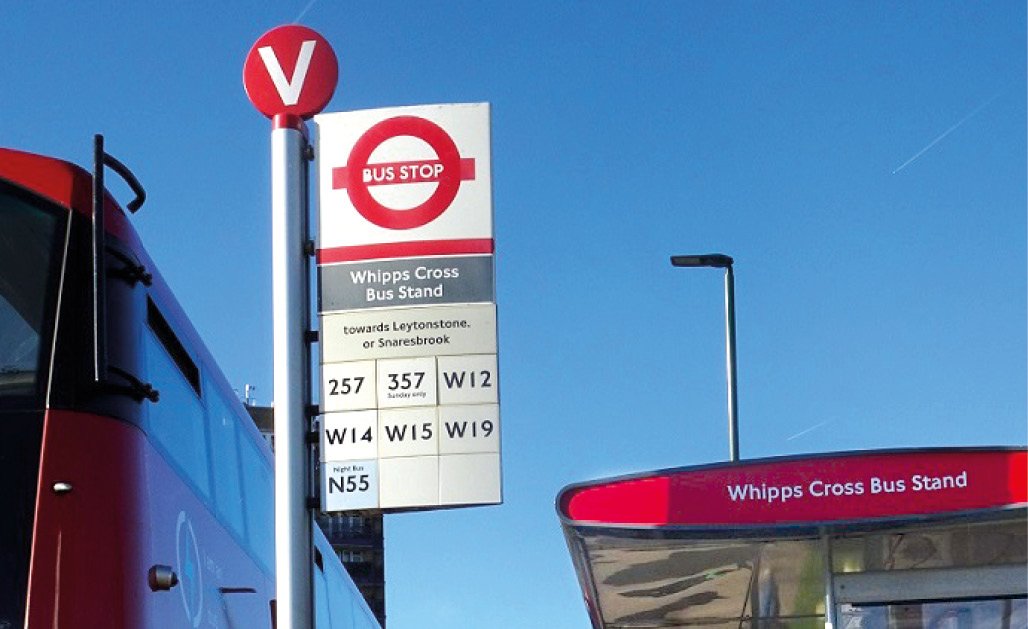 V
BUS STOP
Whipps Cross
Bus Stand
towards Leytonstone.
or Snaresbrook
257 357 W12
Sunday only
W14 W15 W19
Night Bus
N55
Whipps Cross Bus Stand